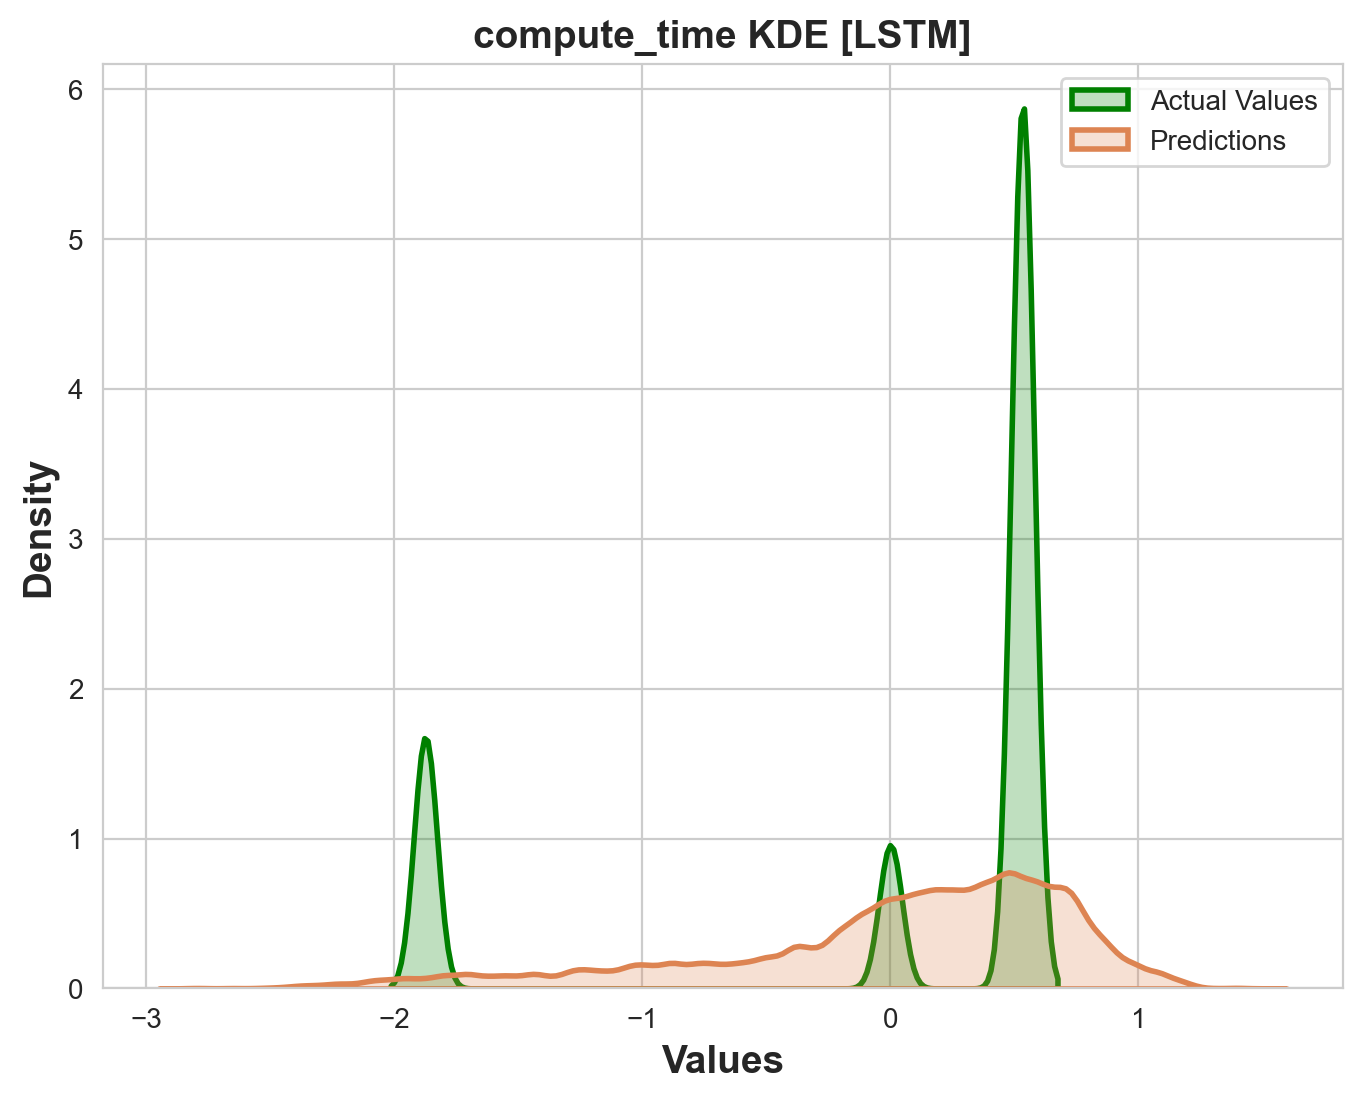 compute_time KDE [LSTM]
Actual Values
Predictions
6
5
4
3
2
1
0
Density
−3
−2
−1
0
1
Values